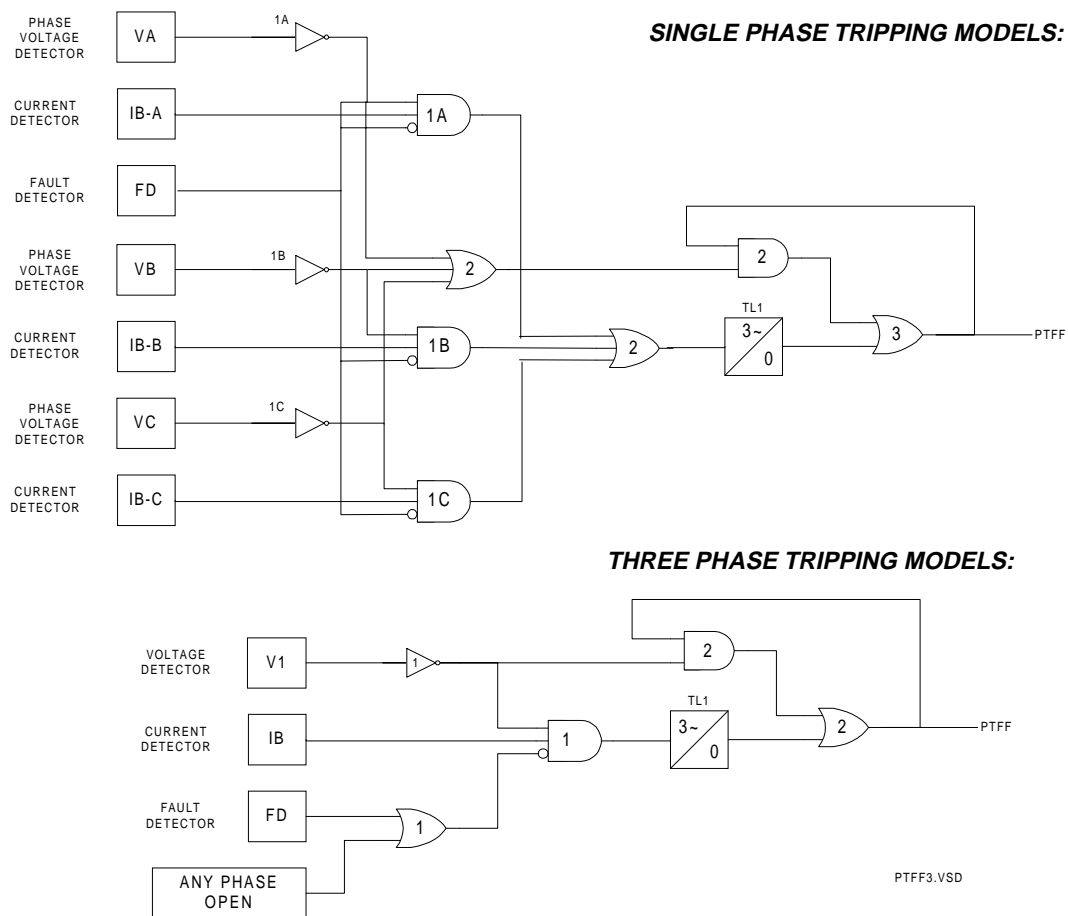 SINGLE PHASE TRIPPING MODELS:
PHASE
VOLTAGE
DETECTOR
VA
1A
CURRENT
DETECTOR
IB-A
1A
FAULT
DETECTOR
FD
PHASE
VOLTAGE
DETECTOR
VB
1B
2
2
TL1
3~
0
3
PTFF
CURRENT
DETECTOR
IB-B
1B
2
PHASE
VOLTAGE
DETECTOR
VC
1C
CURRENT
DETECTOR
IB-C
1C
THREE PHASE TRIPPING MODELS:
VOLTAGE
DETECTOR
V1
1
2
CURRENT
DETECTOR
IB
1
TL1
3~
0
2
PTFF
FAULT
DETECTOR
FD
1
ANY PHASE
OPEN
PTFF3.VSD